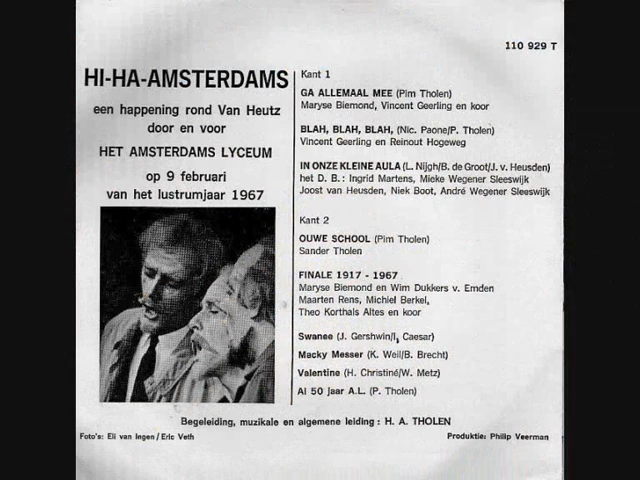 110 929 T
HI-HA-AMSTERDAMS
een happening rond Van Heutz
door en voor
HET AMSTERDAMS LYCEUM
op 9 februari
van het lustrumjaar 1967
Kant 1
GA ALLEMAAL MEE (Pim Tholen)
Maryse Biemond, Vincent Geerling en koor
BLAH, BLAH, BLAH, (Nic. Paone/P. Tholen)
Vincent Geerling en Reinout Hogeweg
IN ONZE KLEINE AULA (L. Nijgh/B. de Groot/J. v. Heusden)
het D. B.: Ingrid Martens, Mieke Wegener Sleeswijk
Joost van Heusden, Niek Boot, André Wegener Sleeswijk
Kant 2
OUWE SCHOOL (Pim Tholen)
Sander Tholen
FINALE 1917 - 1967
Maryse Biemond en Wim Dukkers v. Emden
Maarten Rens, Michiel Berkel,
Theo Korthals Altes en koor
Swanee (J. Gershwin/I. Caesar)
Macky Messer (K. Weil/B. Brecht)
Valentine (H. Christiné/W. Metz)
Al 50 jaar A.L. (P. Tholen)
Begeleiding, muzikale en algemene leiding : H. A. THOLEN
Foto's: Eli van Ingen / Eric Veth
Produktie: Philip Veerman